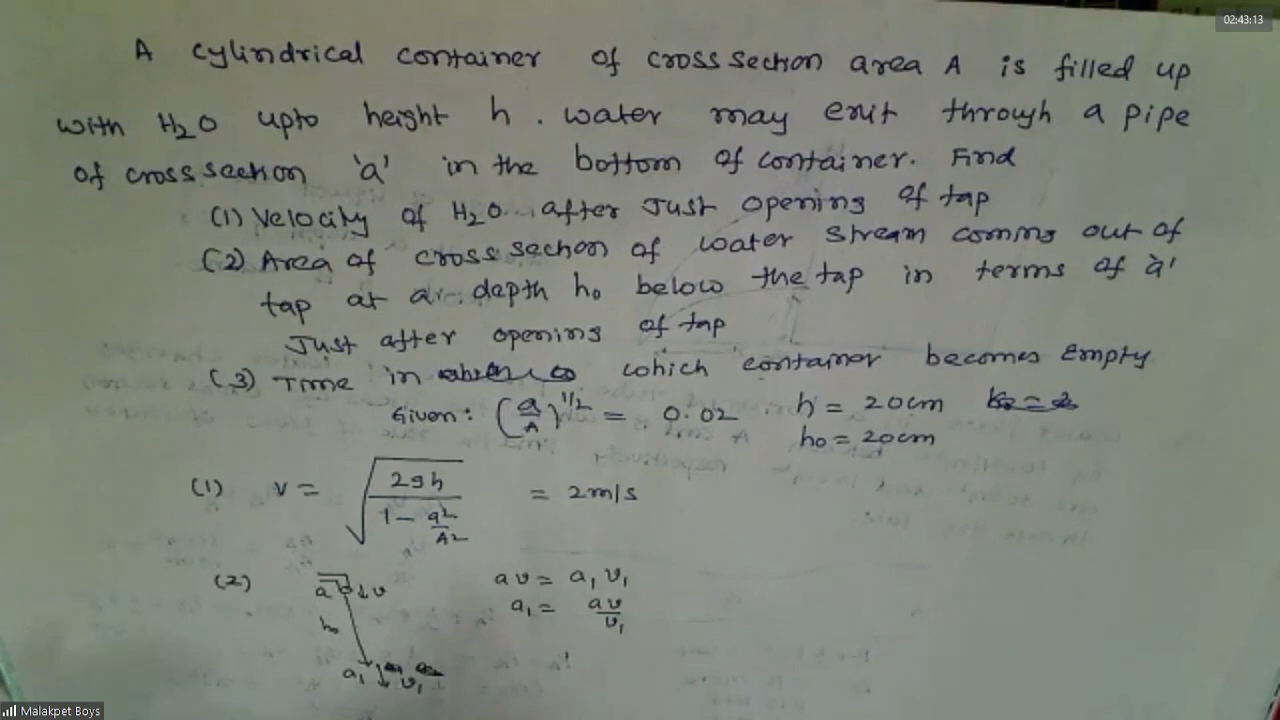 02:43:13
A cylindrical container of cross section area A is filled up
with H₂O upto height h. water may exit through a pipe
of cross section 'a' in the bottom of container. Find
(1) Velocity of H₂O after Just opening of tap
(2) Area of cross section of water stream coming out of
tap at a depth h₀ below the tap in terms of 'a'
Just after opening of tap
(3) Time in which container becomes Empty
Given: (a/A)^1/2 = 0.02 h = 20cm
h₀ = 20cm
(1) v = √(2gh / (1 - a²/A²)) = 2m/s
(2) a ↓v av = a₁v₁
h₀ a₁ = av/v₁
a₁ ↓v₁
Malakpet Boys